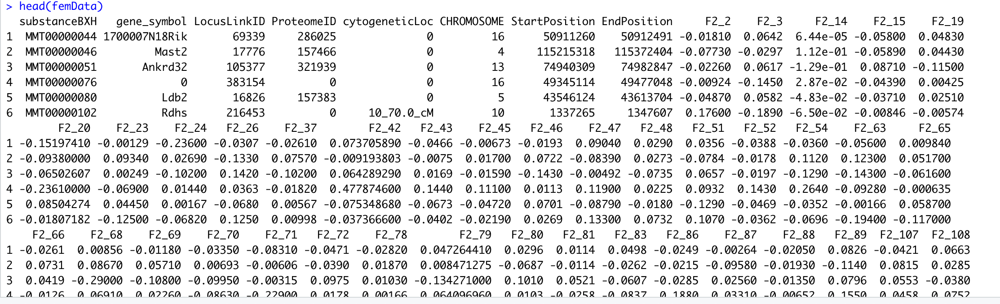 > head(femData)
substanceBXH gene_symbol LocusLinkID ProteomeID cytogeneticLoc CHROMOSOME StartPosition EndPosition F2_2 F2_3 F2_14 F2_15 F2_19
1 MMT00000044 1700007N18Rik 69339 286025 0 16 50911260 50912491 -0.01810 0.0642 6.44e-05 -0.05800 0.04830
2 MMT00000046 Mast2 17776 157466 0 4 115215318 115372404 -0.07730 -0.0297 1.12e-01 -0.05890 0.04430
3 MMT00000051 Ankrd32 105377 321939 0 13 74940309 74982847 -0.02260 0.0617 -1.29e-01 0.08710 -0.11500
4 MMT00000076 0 383154 0 0 16 49345114 49477048 -0.00924 -0.1450 2.87e-02 -0.04390 0.00425
5 MMT00000080 Ldb2 16826 157383 0 5 43546124 43613704 -0.04870 0.0582 -4.83e-02 -0.03710 0.02510
6 MMT00000102 Rdhs 216453 0 10_70.0_cM 10 1337265 1347607 0.17600 -0.1890 -6.50e-02 -0.00846 -0.00574
F2_20 F2_23 F2_24 F2_26 F2_37 F2_42 F2_43 F2_45 F2_46 F2_47 F2_48 F2_51 F2_52 F2_54 F2_63 F2_65
1 -0.15197410 -0.00129 -0.23600 -0.0307 -0.02610 0.073705890 -0.0466 -0.00673 -0.0193 0.09040 0.0290 0.0356 -0.0388 -0.0360 -0.05600 0.009840
2 -0.09380000 0.09340 0.02690 -0.1330 0.07570 -0.009193803 -0.0075 0.01700 0.0722 -0.08390 0.0273 -0.0784 -0.0178 0.1120 0.12300 0.051700
3 -0.06502607 0.00249 -0.10200 0.1420 -0.10200 0.064289290 0.0169 -0.01590 -0.1430 -0.00492 -0.0735 0.0657 -0.0197 -0.1290 -0.14300 -0.061600
4 -0.23610000 -0.06900 0.01440 0.0363 -0.01820 0.477874600 0.1440 0.11100 0.0113 0.11900 0.0225 0.0932 0.1430 0.2640 -0.09280 -0.000635
5 0.08504274 0.04450 0.00167 -0.0680 0.00567 -0.075348680 -0.0673 -0.04720 0.0701 -0.08790 -0.0180 -0.1290 -0.0469 -0.0352 -0.00166 0.058700
6 -0.01807182 -0.12500 -0.06820 0.1250 0.00998 -0.037366600 -0.0402 -0.02190 0.0269 0.13300 0.0732 0.1070 -0.0362 -0.0696 -0.19400 -0.117000
F2_66 F2_68 F2_69 F2_70 F2_71 F2_72 F2_78 F2_79 F2_80 F2_81 F2_83 F2_86 F2_87 F2_88 F2_89 F2_107 F2_108
1 -0.0261 0.00856 -0.01180 -0.03350 -0.08310 -0.0471 -0.02820 0.047264410 0.0296 0.0114 0.0498 -0.0249 -0.00264 -0.02050 0.0826 -0.0421 0.0663
2 0.0731 0.08670 0.05710 0.00693 -0.00606 -0.0390 0.01870 0.008471275 -0.0687 -0.0114 -0.0262 -0.0215 -0.09580 -0.01930 -0.1140 0.0815 0.0285
3 0.0419 -0.29000 -0.10800 -0.09950 -0.00315 0.0975 0.01030 -0.134271000 0.1010 0.0521 -0.0607 -0.0285 0.02560 -0.01350 0.0796 0.0553 -0.0380
4 -0.0126 0.06910 0.02260 -0.08630 -0.22900 0.0178 0.00166 0.064096960 0.0103 -0.0258 -0.0837 0.1880 0.03310 -0.00652 0.1550 0.0458 0.0752